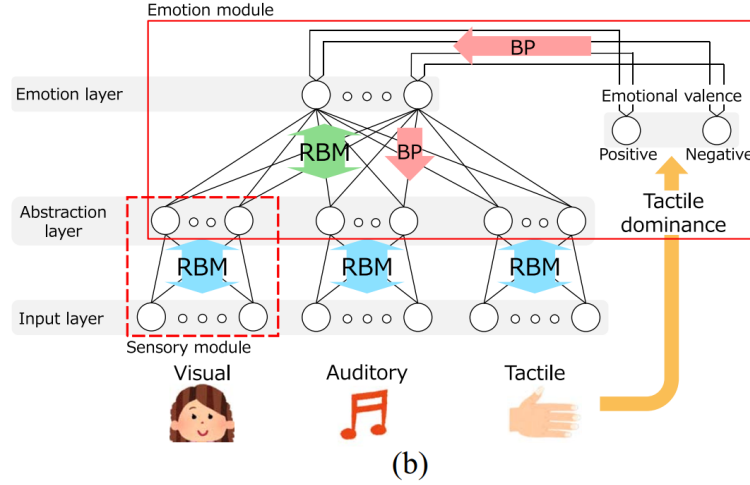 Emotion module
BP
Emotion layer
Emotional valence
RBM
BP
Positive
Negative
Abstraction
layer
Tactile
dominance
RBM
RBM
RBM
Input layer
Sensory module
Visual
Auditory
Tactile
(b)